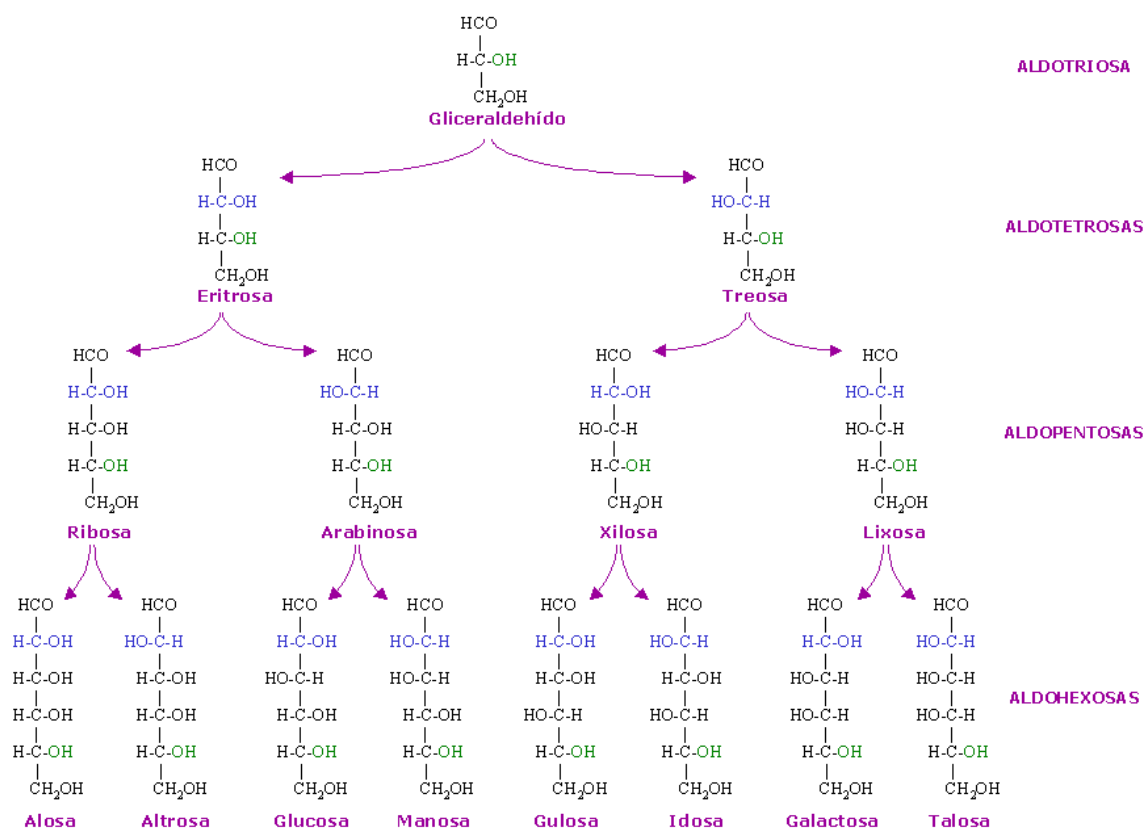 HCO
H-C-OH ALDOTRIOSA
CH₂OH
Gliceraldehído
HCO HCO
H-C-OH HO-C-H
H-C-OH H-C-OH ALDOTETROSAS
CH₂OH CH₂OH
Eritrosa Treosa
HCO HCO HCO HCO
H-C-OH HO-C-H H-C-OH HO-C-H
H-C-OH H-C-OH HO-C-H HO-C-H ALDOPENTOSAS
H-C-OH H-C-OH H-C-OH H-C-OH
CH₂OH CH₂OH CH₂OH CH₂OH
Ribosa Arabinosa Xilosa Lixosa
HCO HCO HCO HCO HCO HCO HCO HCO
H-C-OH HO-C-H H-C-OH HO-C-H H-C-OH HO-C-H H-C-OH HO-C-H
H-C-OH H-C-OH HO-C-H HO-C-H H-C-OH H-C-OH HO-C-H HO-C-H ALDOHEXOSAS
H-C-OH H-C-OH H-C-OH H-C-OH HO-C-H HO-C-H HO-C-H HO-C-H
H-C-OH H-C-OH H-C-OH H-C-OH H-C-OH H-C-OH H-C-OH H-C-OH
CH₂OH CH₂OH CH₂OH CH₂OH CH₂OH CH₂OH CH₂OH CH₂OH
Alosa Altrosa Glucosa Manosa Gulosa Idosa Galactosa Talosa